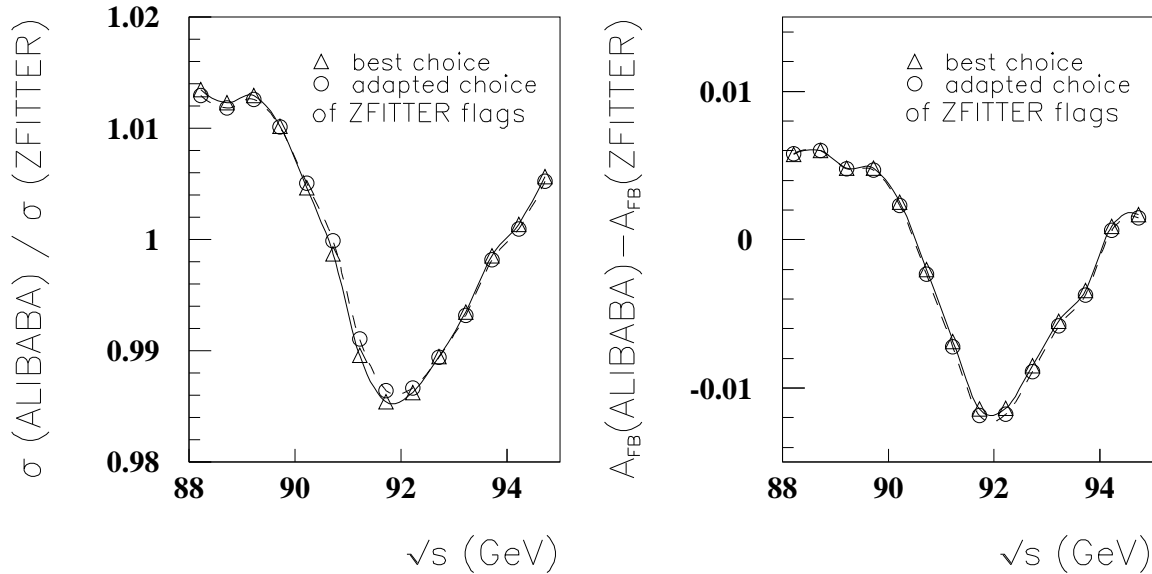 σ (ALIBABA) / σ (ZFITTER)
1.02
1.01
1
0.99
0.98
△ best choice
○ adapted choice
of ZFITTER flags
88 90 92 94
√s (GeV)
A_FB(ALIBABA)−A_FB(ZFITTER)
0.01
0
-0.01
△ best choice
○ adapted choice
of ZFITTER flags
88 90 92 94
√s (GeV)